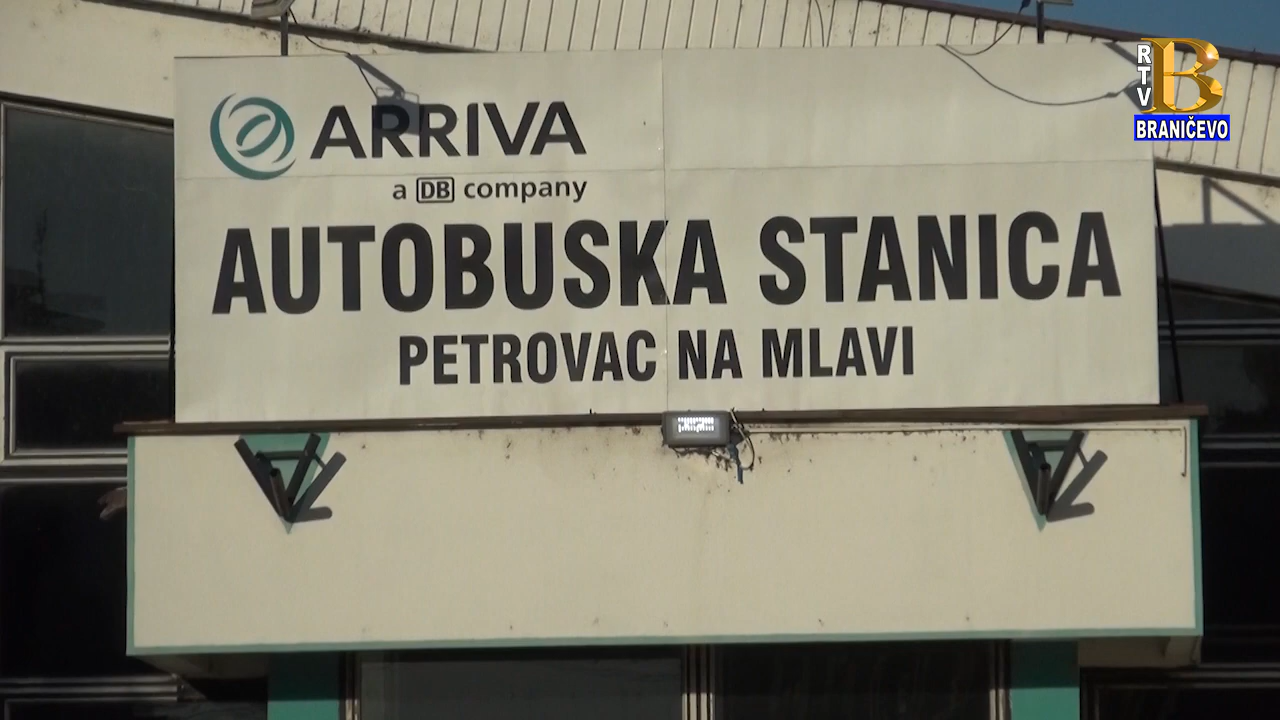 ARRIVA
a DB company
AUTOBUSKA STANICA
PETROVAC NA MLAVI
RTV B
BRANIČEVO